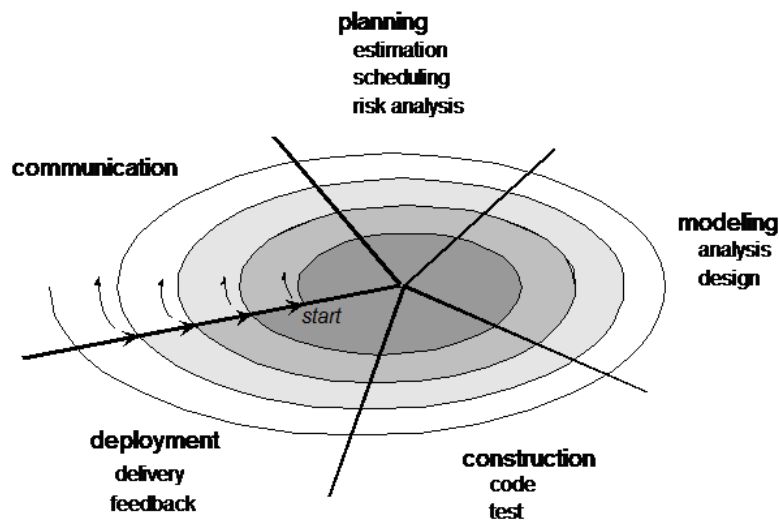 planning
estimation
scheduling
risk analysis
communication
modeling
analysis
design
start
deployment
delivery
feedback
construction
code
test